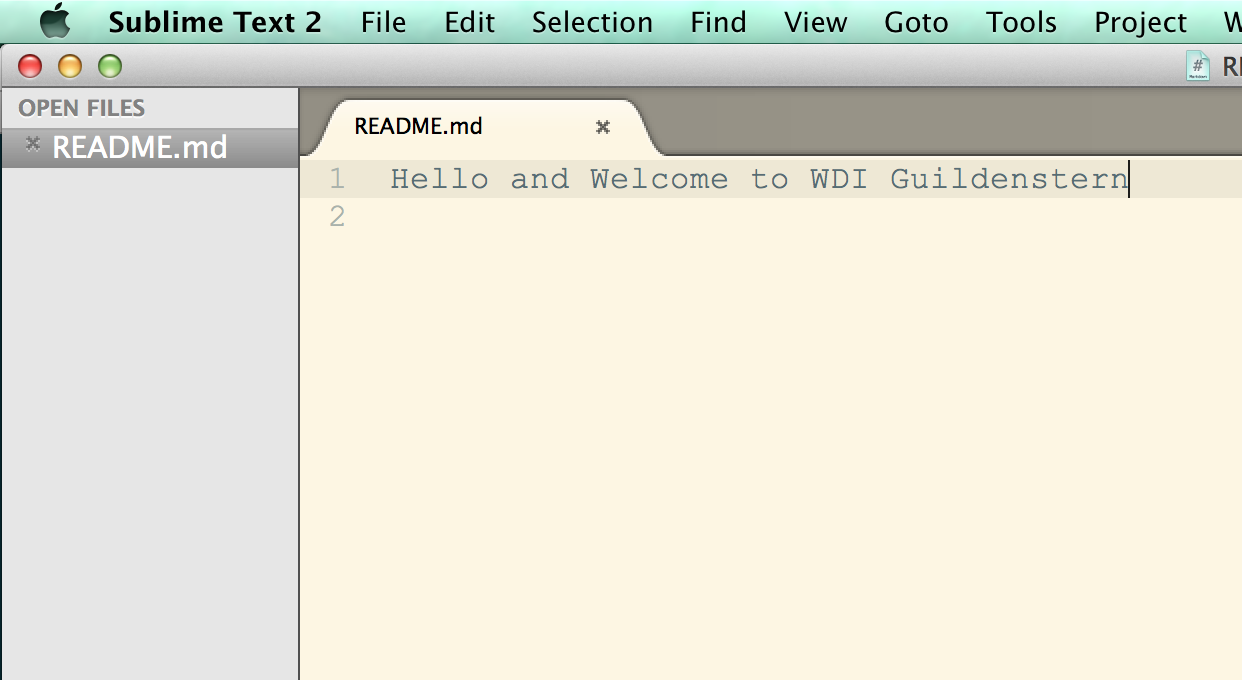 Sublime Text 2 File Edit Selection Find View Goto Tools Project
OPEN FILES
README.md
README.md
1 Hello and Welcome to WDI Guildenstern
2